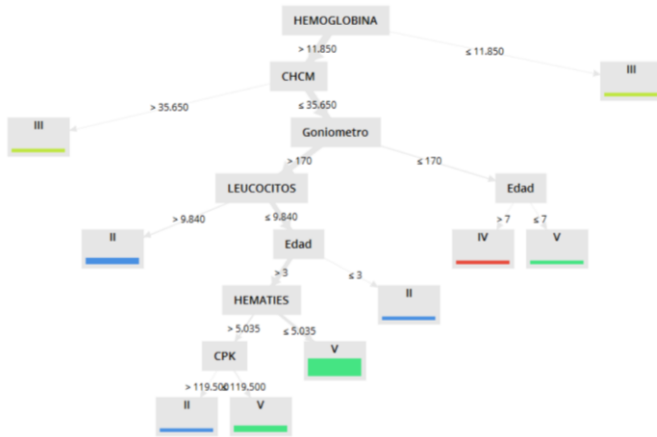 HEMOGLOBINA
> 11.850
≤ 11.850
CHCM
III
> 35.650
≤ 35.650
III
Goniometro
> 170
≤ 170
LEUCOCITOS
Edad
> 9.840
≤ 9.840
> 7
≤ 7
II
Edad
IV
V
> 3
≤ 3
HEMATIES
II
> 5.035
≤ 5.035
CPK
V
> 119.500
≤ 119.500
II
V